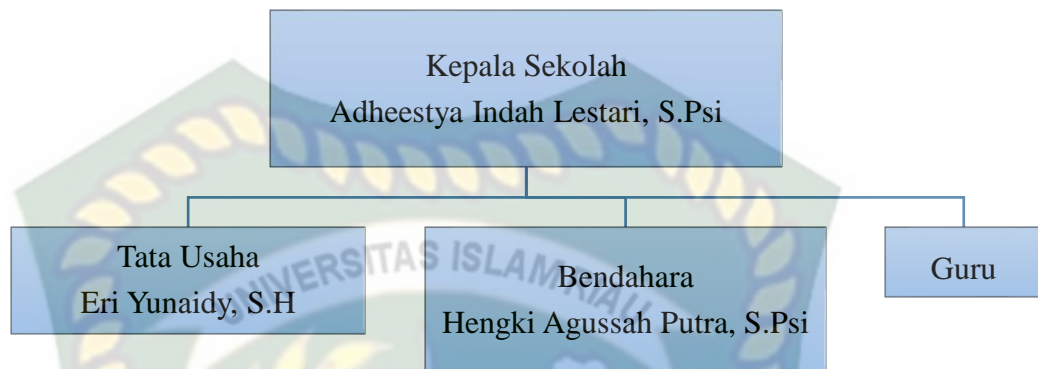 Kepala Sekolah
Adheestya Indah Lestari, S.Psi
Tata Usaha
Eri Yunaidy, S.H
Bendahara
Hengki Agussah Putra, S.Psi
Guru
UNIVERSITAS ISLAM RIAU